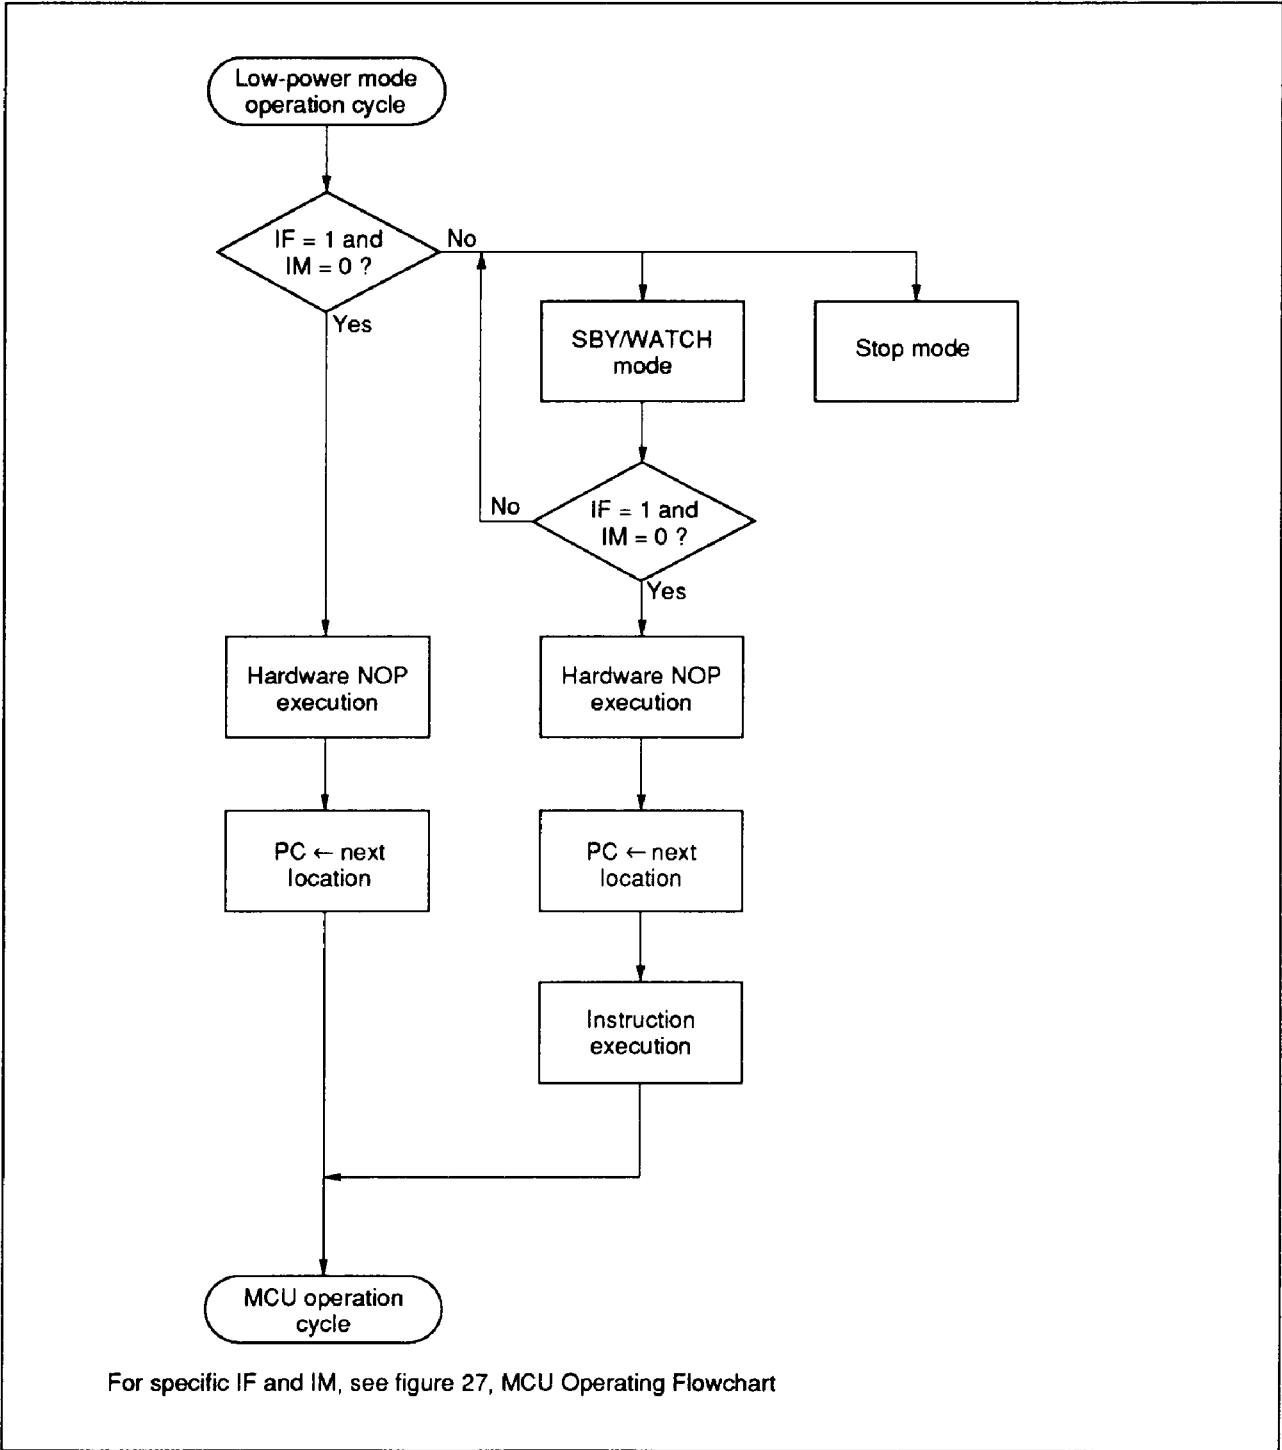 Low-power mode
operation cycle
IF = 1 and
IM = 0 ?
No
Yes
SBY/WATCH
mode
Stop mode
IF = 1 and
IM = 0 ?
No
Yes
Hardware NOP
execution
Hardware NOP
execution
PC ← next
location
PC ← next
location
Instruction
execution
MCU operation
cycle
For specific IF and IM, see figure 27, MCU Operating Flowchart